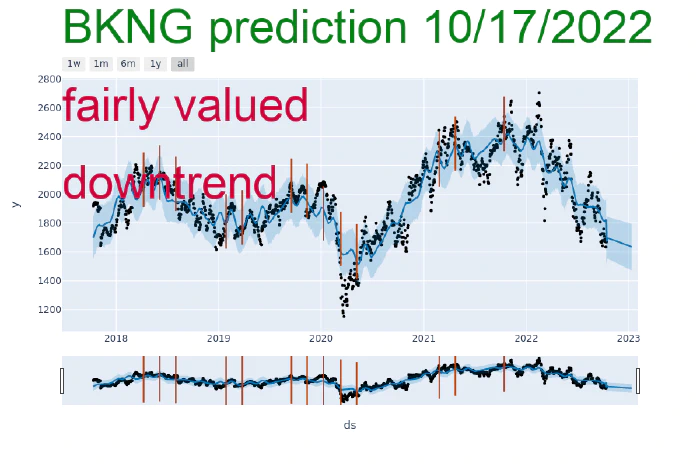 BKNG prediction 10/17/2022
1w 1m 6m 1y all
2800
fairly valued
2600
2400
2200
downtrend
2000
y
1800
1600
1400
1200
2018 2019 2020 2021 2022 2023
ds